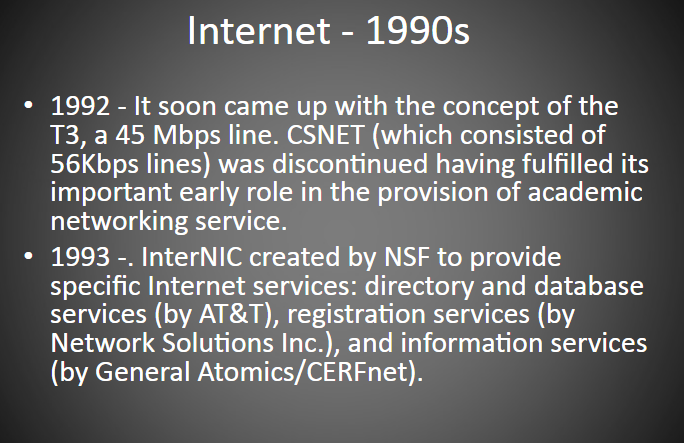 Internet - 1990s
• 1992 - It soon came up with the concept of the
T3, a 45 Mbps line. CSNET (which consisted of
56Kbps lines) was discontinued having fulfilled its
important early role in the provision of academic
networking service.
• 1993 -. InterNIC created by NSF to provide
specific Internet services: directory and database
services (by AT&T), registration services (by
Network Solutions Inc.), and information services
(by General Atomics/CERFnet).